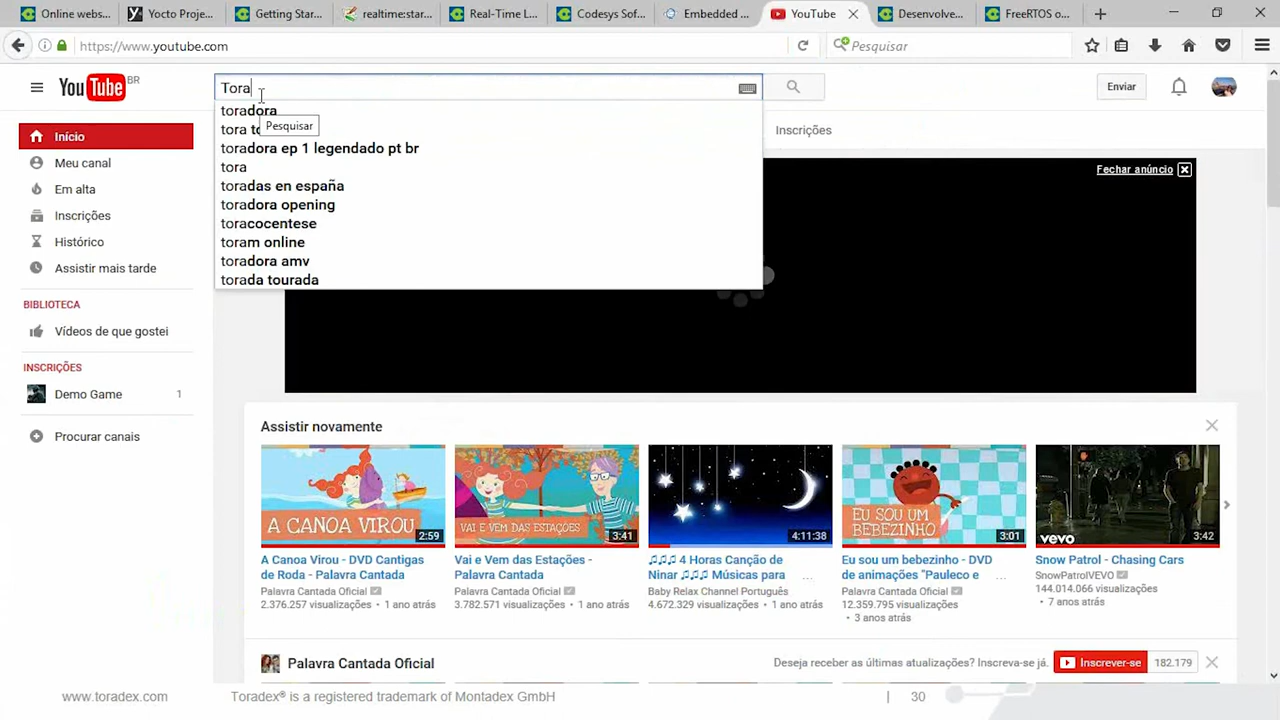 Online webs...
Yocto Proje...
Getting Star...
realtime:star...
Real-Time L...
Codesys Sof...
Embedded ...
YouTube
Desenvolve...
FreeRTOS o...
https://www.youtube.com
Pesquisar
YouTube BR
Tora
Enviar
toradora
tora to
Pesquisar
toradora ep 1 legendado pt br
tora
toradas en españa
toradora opening
toracocentese
toram online
toradora amv
torada tourada
Inscrições
Início
Meu canal
Em alta
Inscrições
Histórico
Assistir mais tarde
BIBLIOTECA
Vídeos de que gostei
INSCRIÇÕES
Demo Game 1
Procurar canais
Fechar anúncio
Assistir novamente
A CANOA VIROU
2:59
VAI E VEM DAS ESTAÇÕES
3:41
4:11:38
EU SOU UM
BEBEZINHO
3:01
vevo
3:42
A Canoa Virou - DVD Cantigas
de Roda - Palavra Cantada
Palavra Cantada Oficial
2.376.257 visualizações • 1 ano atrás
Vai e Vem das Estações -
Palavra Cantada
Palavra Cantada Oficial
3.782.571 visualizações • 1 ano atrás
♫♫♫ 4 Horas Canção de
Ninar ♫♫♫ Músicas para ...
Baby Relax Channel Português
4.672.329 visualizações • 1 ano atrás
Eu sou um bebezinho - DVD
de animações "Pauleco e ...
Palavra Cantada Oficial
12.359.795 visualizações
• 3 anos atrás
Snow Patrol - Chasing Cars
SnowPatrolVEVO
144.014.066 visualizações
• 7 anos atrás
Palavra Cantada Oficial
Deseja receber as últimas atualizações? Inscreva-se já.
Inscrever-se
182.179
www.toradex.com
Toradex® is a registered trademark of Montadex GmbH
| 30